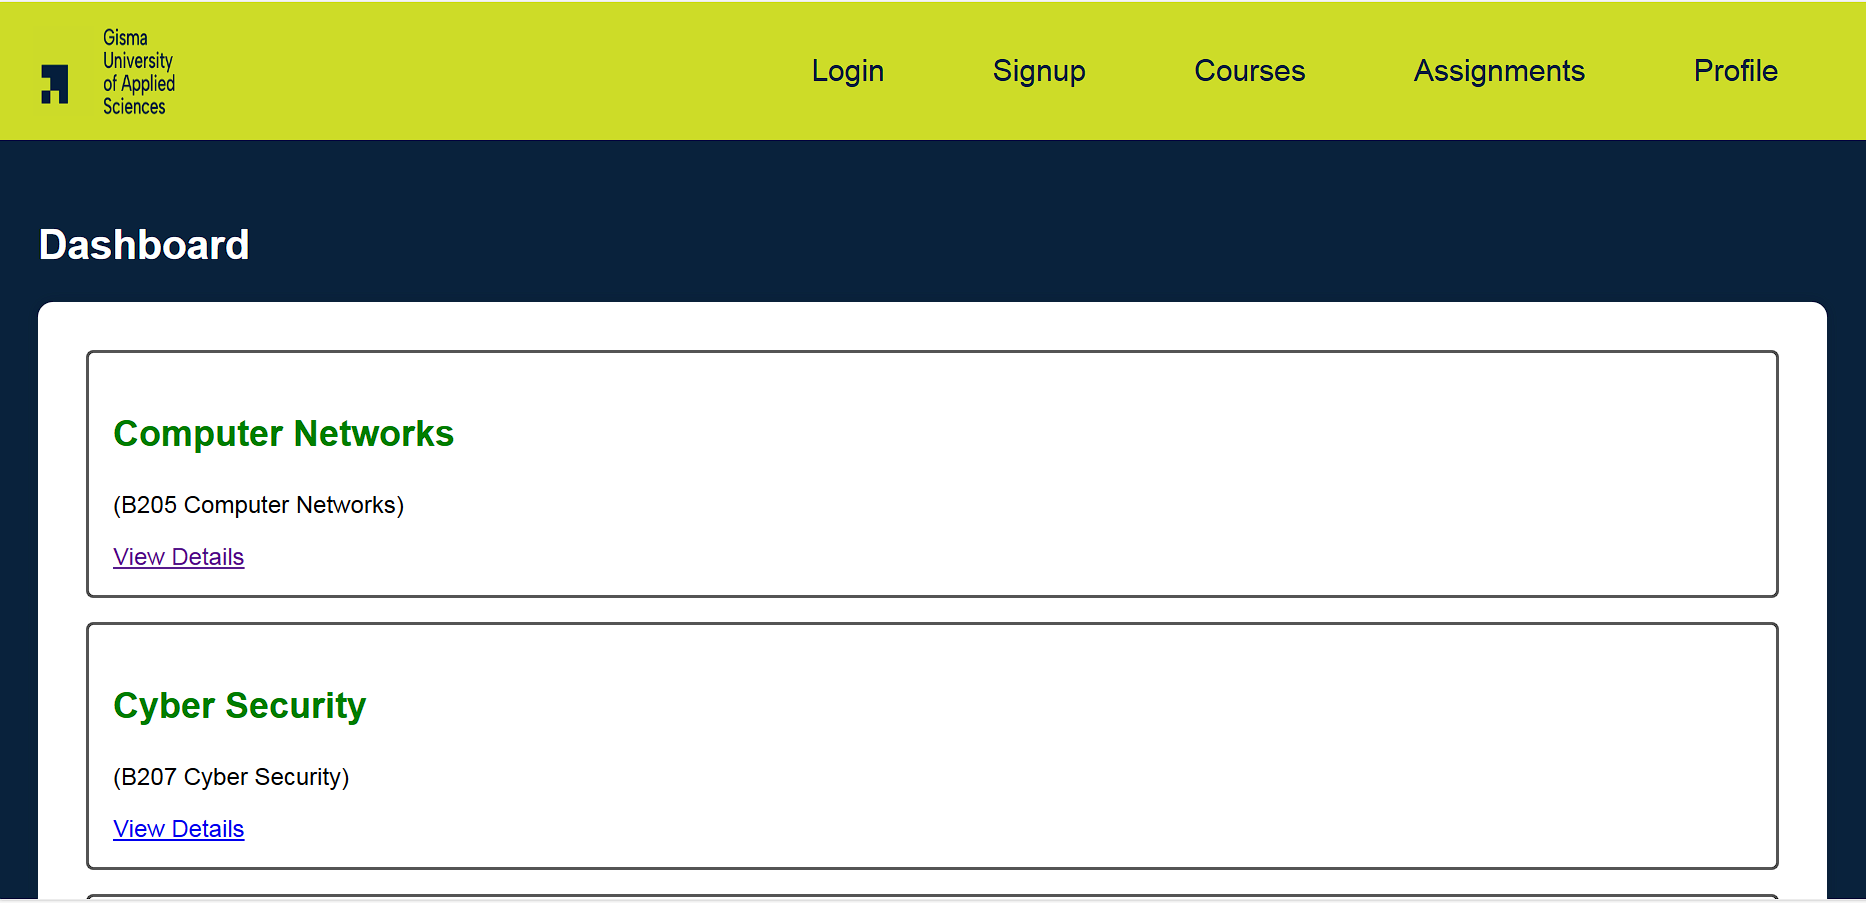 Gisma
University
of Applied
Sciences
Login Signup Courses Assignments Profile
Dashboard
Computer Networks
(B205 Computer Networks)
View Details
Cyber Security
(B207 Cyber Security)
View Details